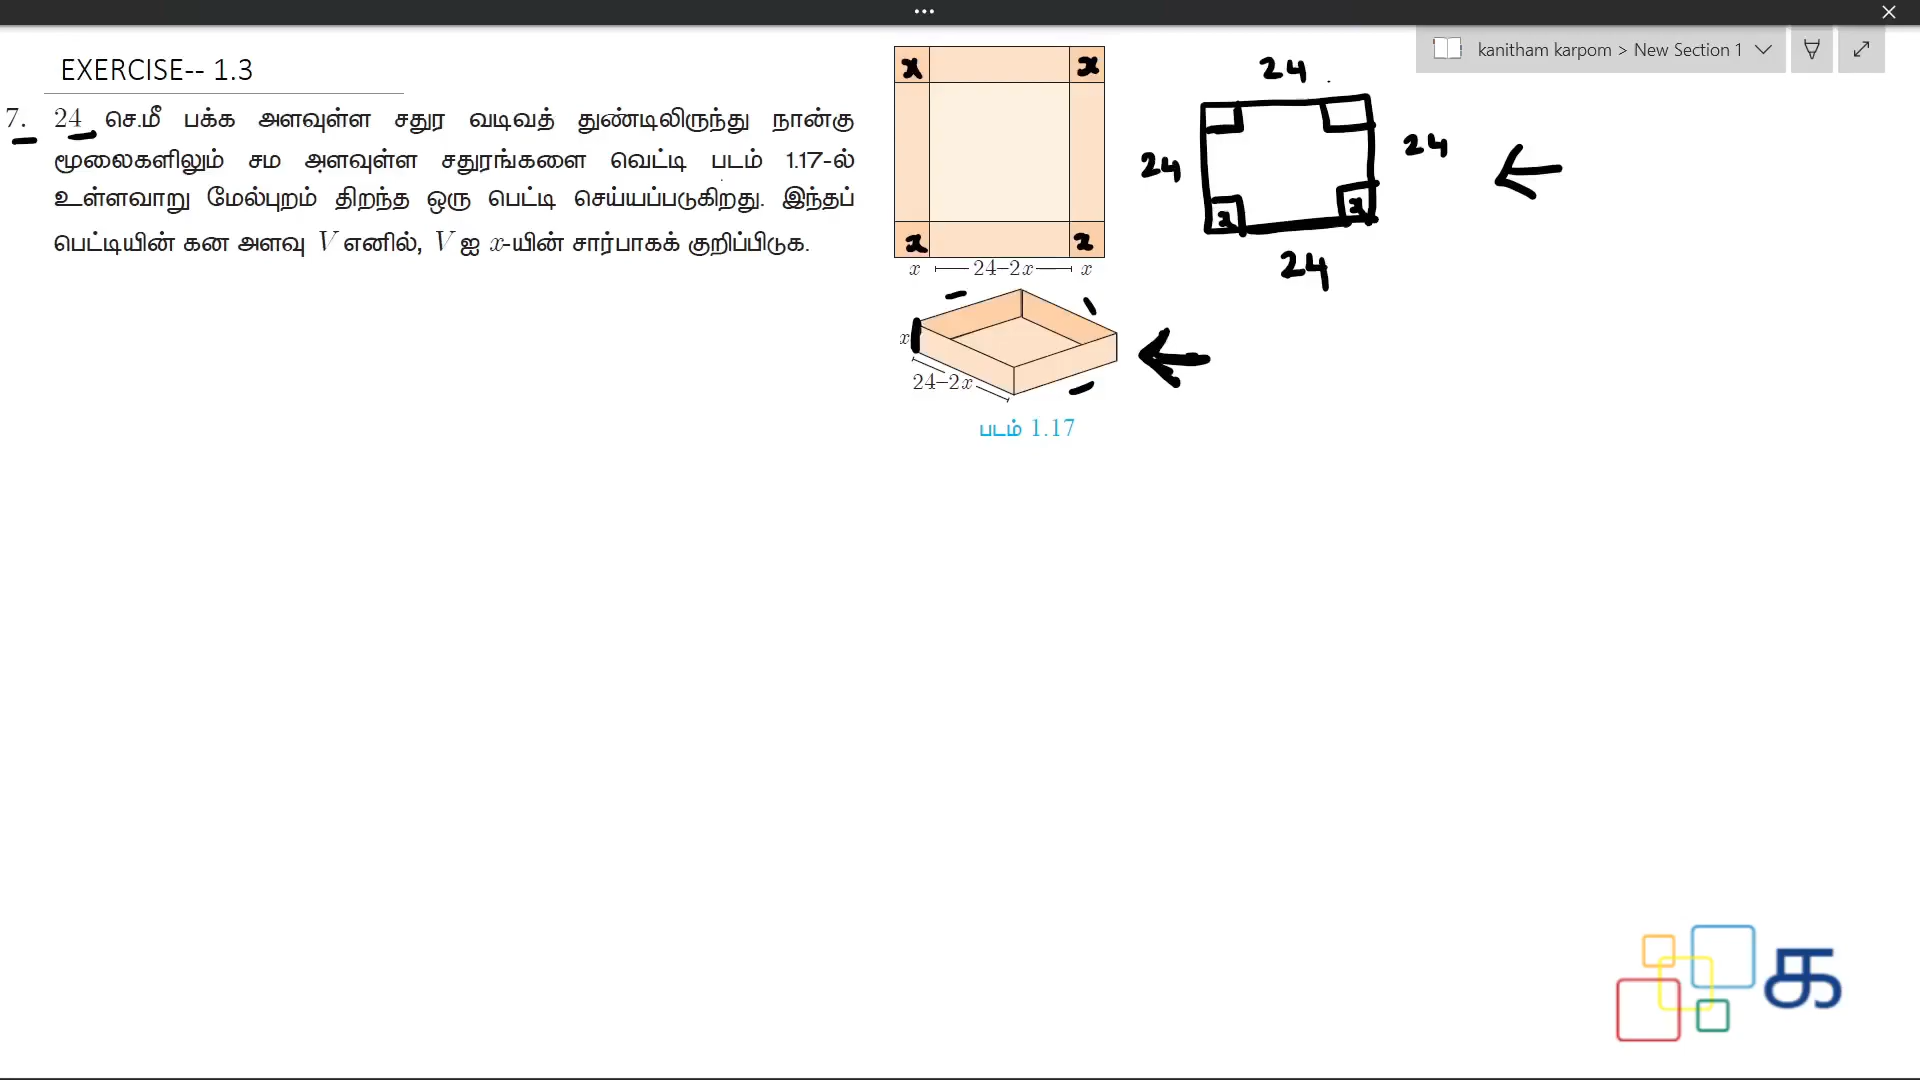 EXERCISE-- 1.3
7. 24 செ.மீ பக்க அளவுள்ள சதுர வடிவத் துண்டிலிருந்து நான்கு
மூலைகளிலும் சம அளவுள்ள சதுரங்களை வெட்டி படம் 1.17-ல்
உள்ளவாறு மேல்புறம் திறந்த ஒரு பெட்டி செய்யப்படுகிறது. இந்தப்
பெட்டியின் கன அளவு V எனில், V ஐ x-யின் சார்பாகக் குறிப்பிடுக.
x x
x x
x 24–2x x
x
24–2x
படம் 1.17
24
24 24
x x
24
kanitham karpom > New Section 1
க